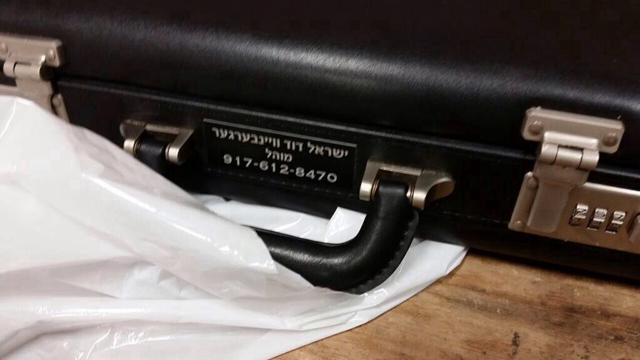 ישראל דוד וויינבערגער
מוהל
917-612-8470